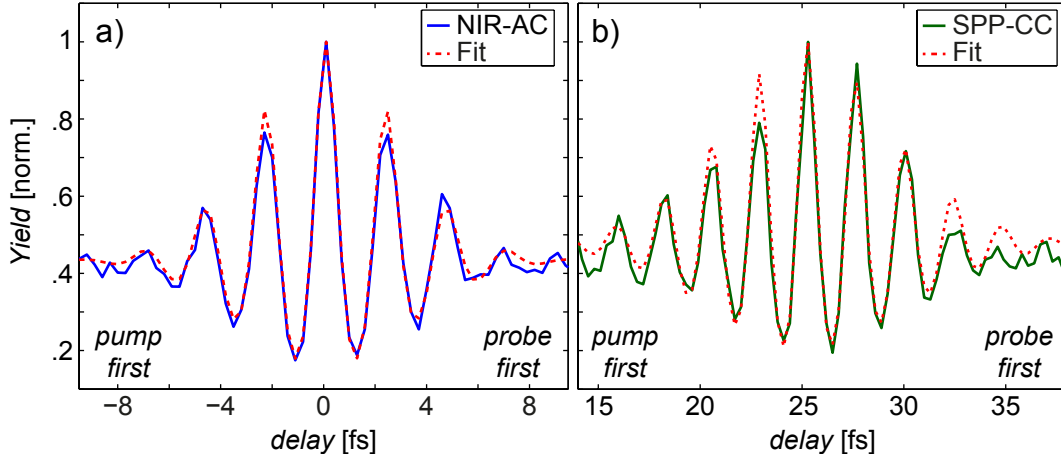 a)
NIR-AC
Fit
b)
SPP-CC
Fit
Yield [norm.]
1
.8
.6
.4
.2
pump
first
probe
first
pump
first
probe
first
−8
−4
0
4
8
15
20
25
30
35
delay [fs]
delay [fs]